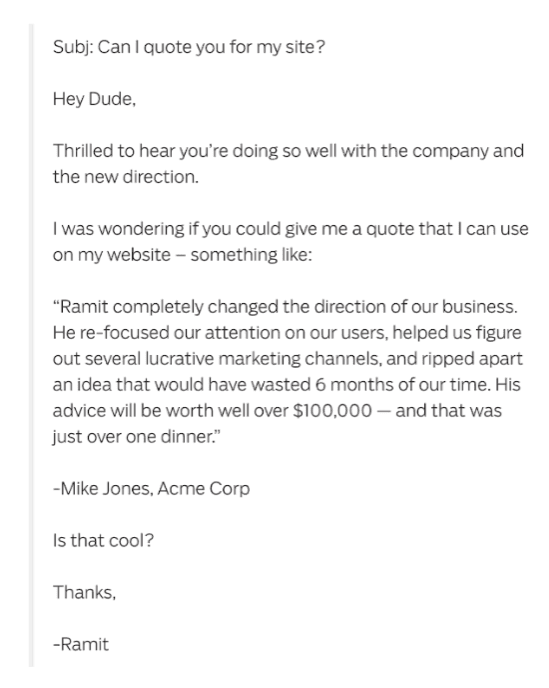 Subj: Can I quote you for my site?
Hey Dude,
Thrilled to hear you're doing so well with the company and
the new direction.
I was wondering if you could give me a quote that I can use
on my website – something like:
“Ramit completely changed the direction of our business.
He re-focused our attention on our users, helped us figure
out several lucrative marketing channels, and ripped apart
an idea that would have wasted 6 months of our time. His
advice will be worth well over $100,000 — and that was
just over one dinner.”
-Mike Jones, Acme Corp
Is that cool?
Thanks,
-Ramit